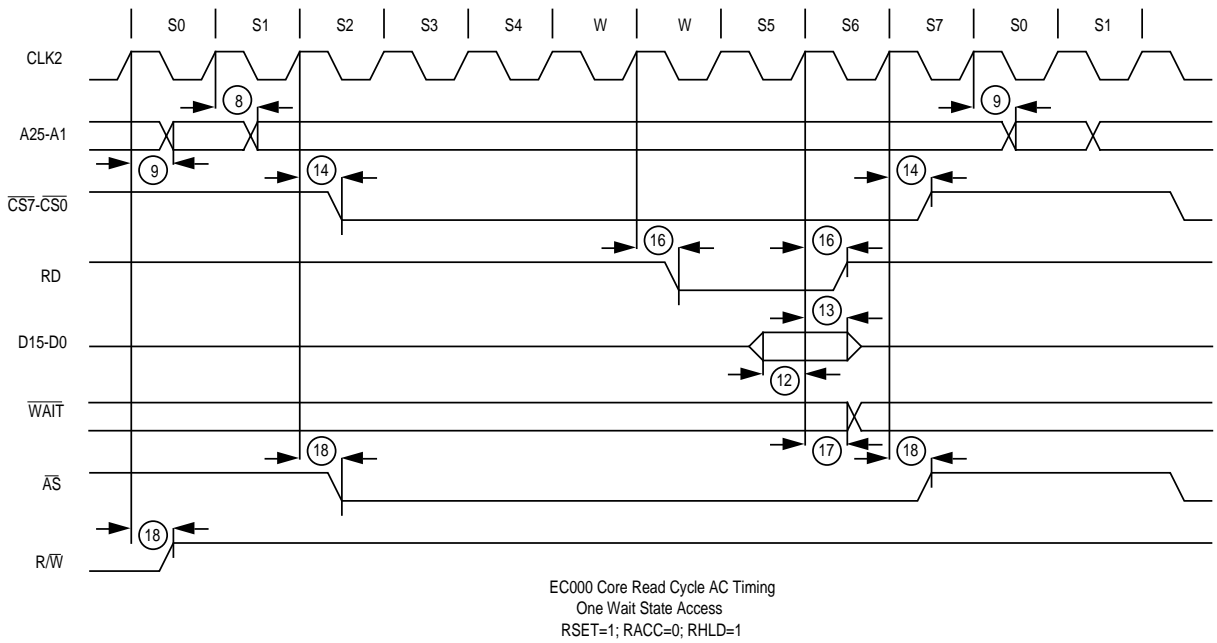 S0 S1 S2 S3 S4 W W S5 S6 S7 S0 S1
CLK2
8 9
A25-A1
9 14 14
CS7-CS0
16 16
RD
13
D15-D0
12
WAIT
18 17 18
AS
18
R/W
EC000 Core Read Cycle AC Timing
One Wait State Access
RSET=1; RACC=0; RHLD=1